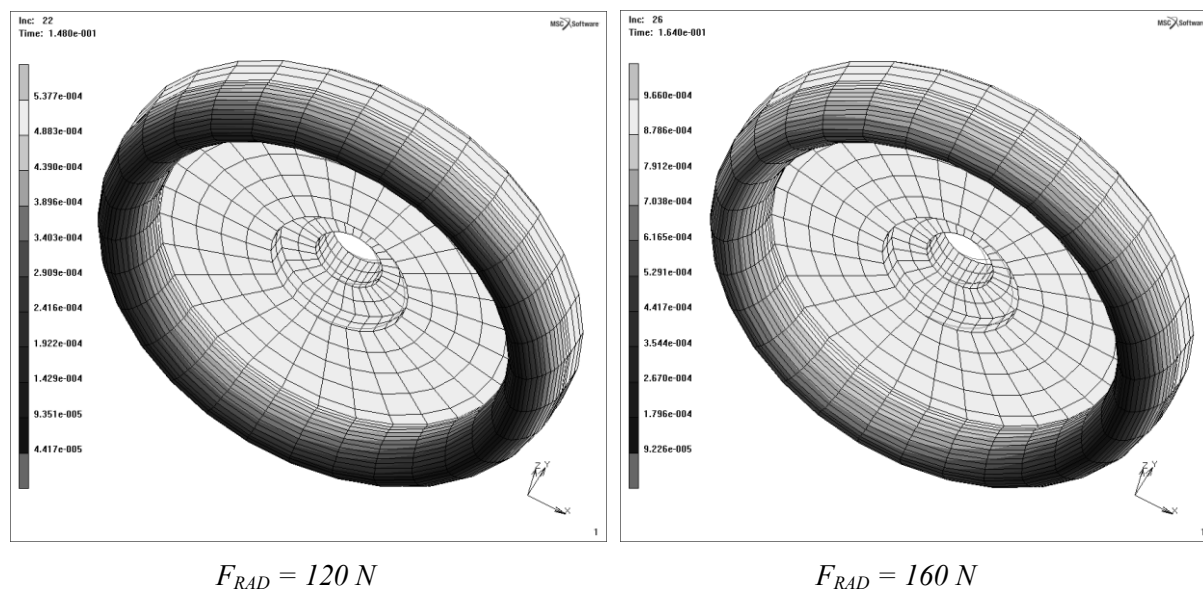 Inc: 22
Time: 1.480e-001
MSC Software
5.377e-004
4.883e-004
4.390e-004
3.896e-004
3.403e-004
2.909e-004
2.416e-004
1.922e-004
1.429e-004
9.351e-005
4.417e-005
Z Y
X
1
Inc: 26
Time: 1.640e-001
MSC Software
9.660e-004
8.786e-004
7.912e-004
7.038e-004
6.165e-004
5.291e-004
4.417e-004
3.544e-004
2.670e-004
1.796e-004
9.226e-005
Z Y
X
1
F_RAD = 120 N
F_RAD = 160 N